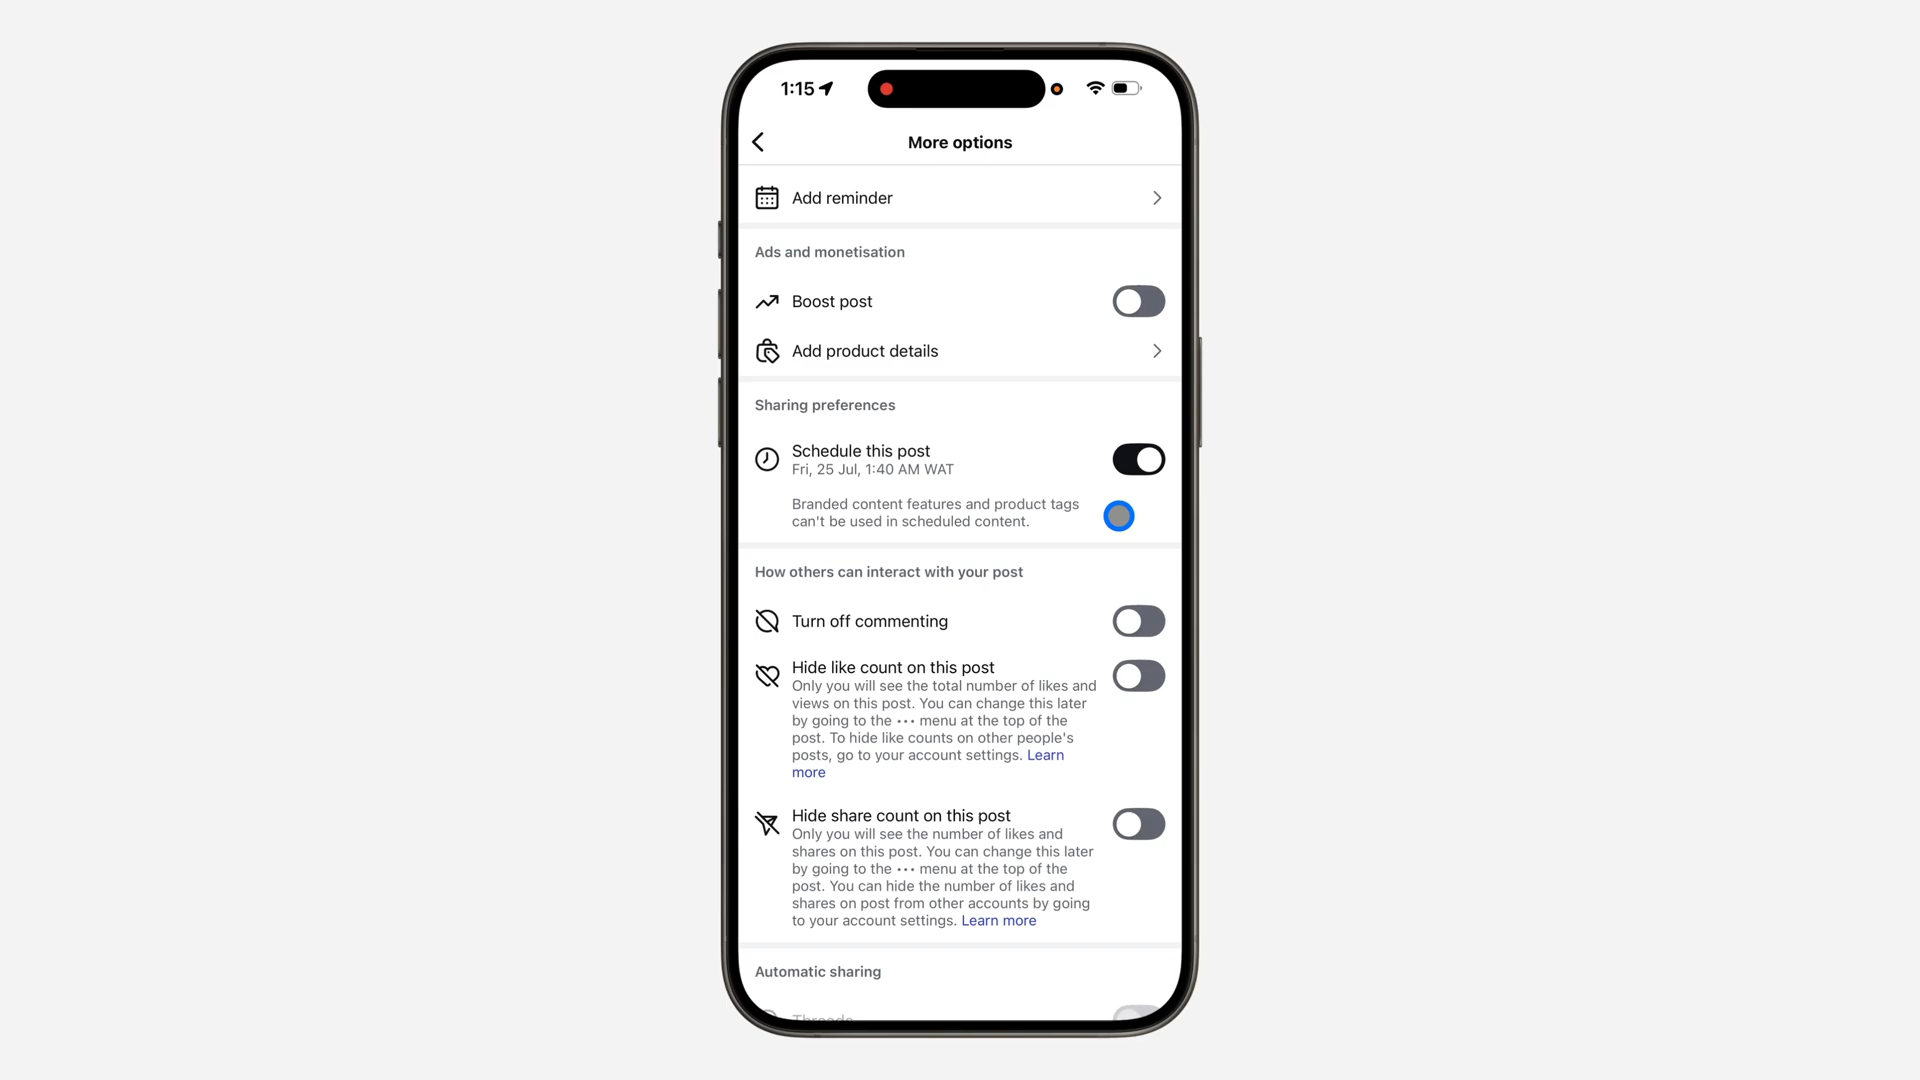 1:15
More options
Add reminder
Ads and monetisation
Boost post
Add product details
Sharing preferences
Schedule this post
Fri, 25 Jul, 1:40 AM WAT
Branded content features and product tags
can't be used in scheduled content.
How others can interact with your post
Turn off commenting
Hide like count on this post
Only you will see the total number of likes and
views on this post. You can change this later
by going to the ••• menu at the top of the
post. To hide like counts on other people's
posts, go to your account settings. Learn
more
Hide share count on this post
Only you will see the number of likes and
shares on this post. You can change this later
by going to the ••• menu at the top of the
post. You can hide the number of likes and
shares on post from other accounts by going
to your account settings. Learn more
Automatic sharing
Threads